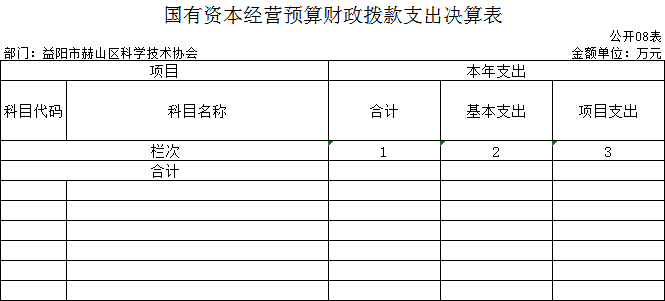 国有资本经营预算财政拨款支出决算表
公开08表
部门：益阳市赫山区科学技术协会 金额单位：万元
项目 本年支出
科目代码 科目名称 合计 基本支出 项目支出
栏次 1 2 3
合计